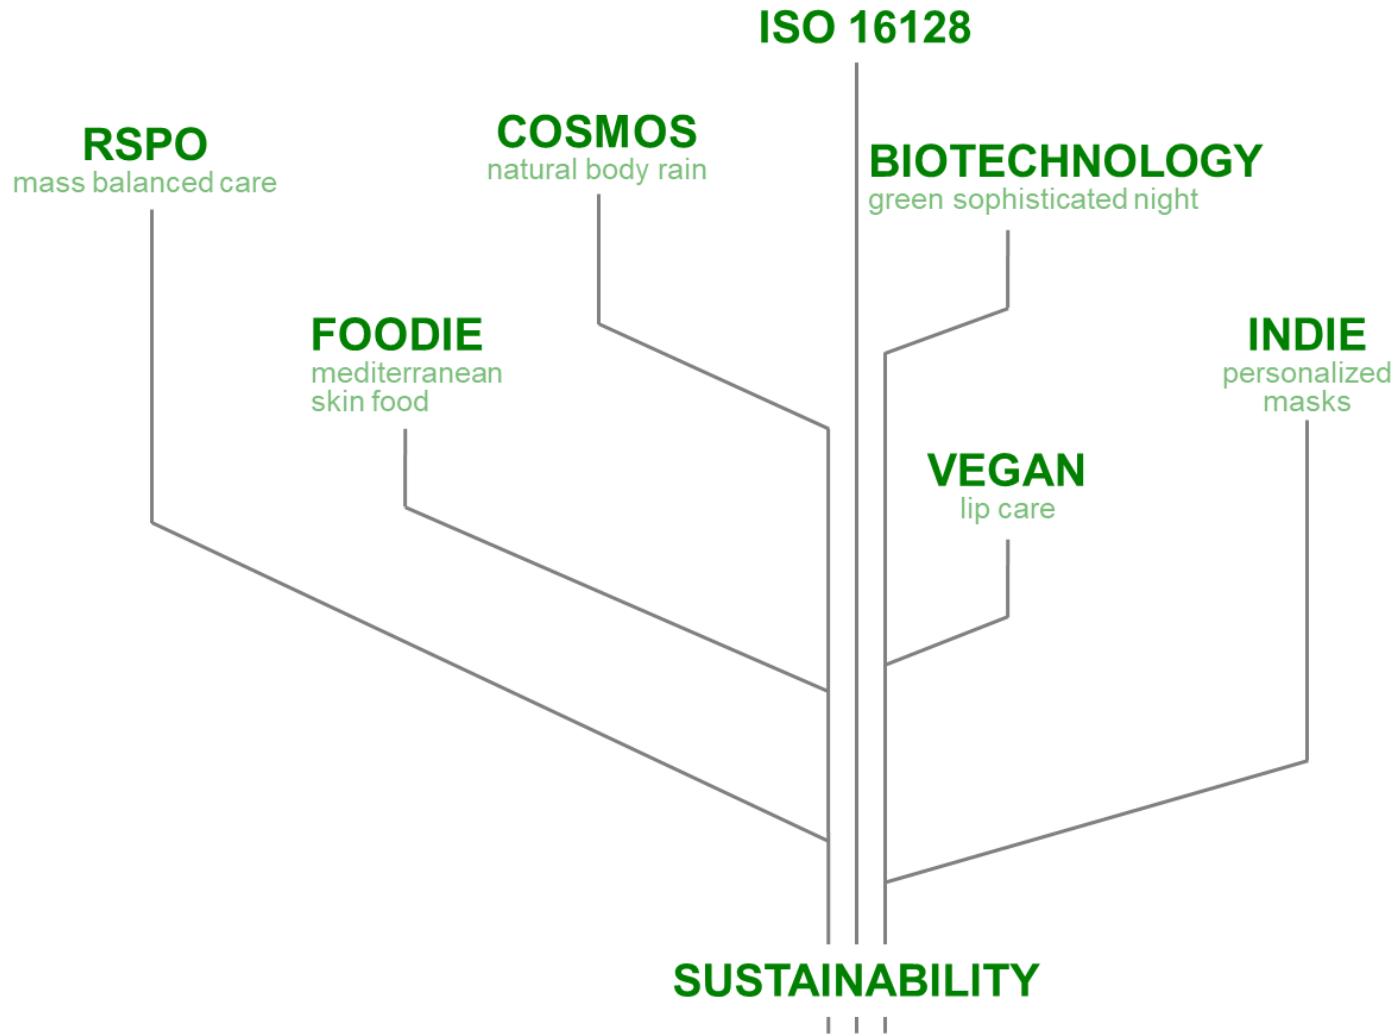 ISO 16128
RSPO
mass balanced care
COSMOS
natural body rain
BIOTECHNOLOGY
green sophisticated night
FOODIE
mediterranean
skin food
INDIE
personalized
masks
VEGAN
lip care
SUSTAINABILITY